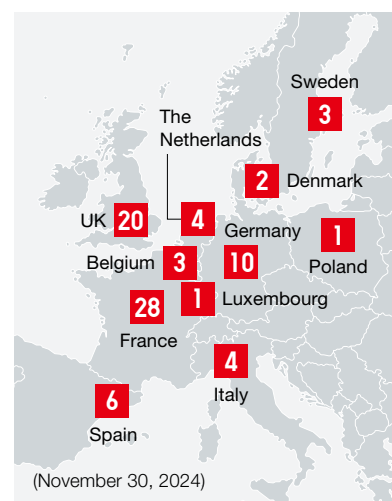 Sweden
3
The
Netherlands
2 Denmark
UK 20
4
Germany
10
1
Poland
Belgium 3
1 Luxembourg
28
France
4
Italy
6
Spain
(November 30, 2024)